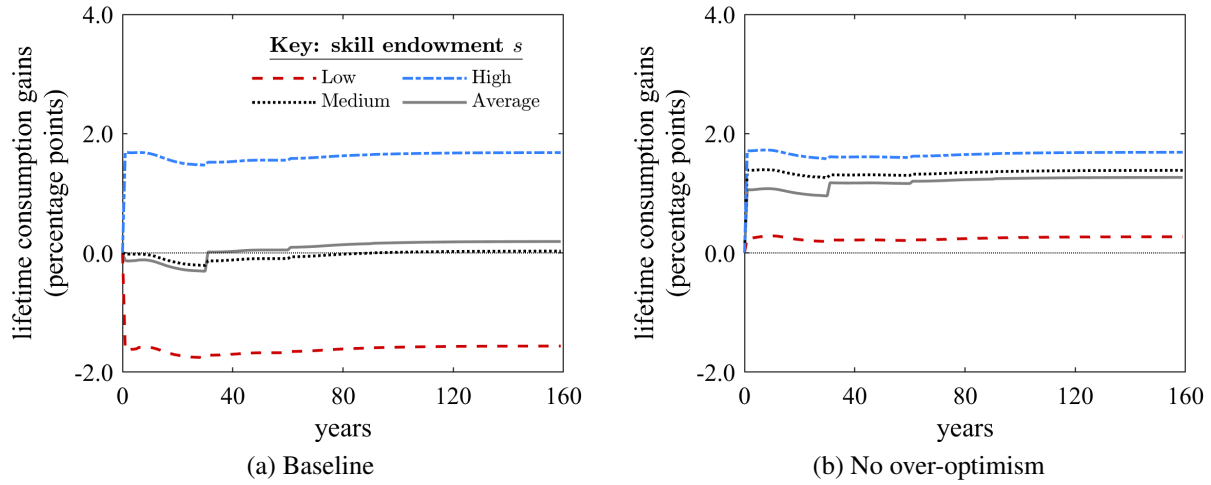 lifetime consumption gains
(percentage points)
4.0
2.0
0.0
-2.0
Key: skill endowment s
Low
High
Medium
Average
0
40
80
120
160
years
(a) Baseline
lifetime consumption gains
(percentage points)
4.0
2.0
0.0
-2.0
0
40
80
120
160
years
(b) No over-optimism